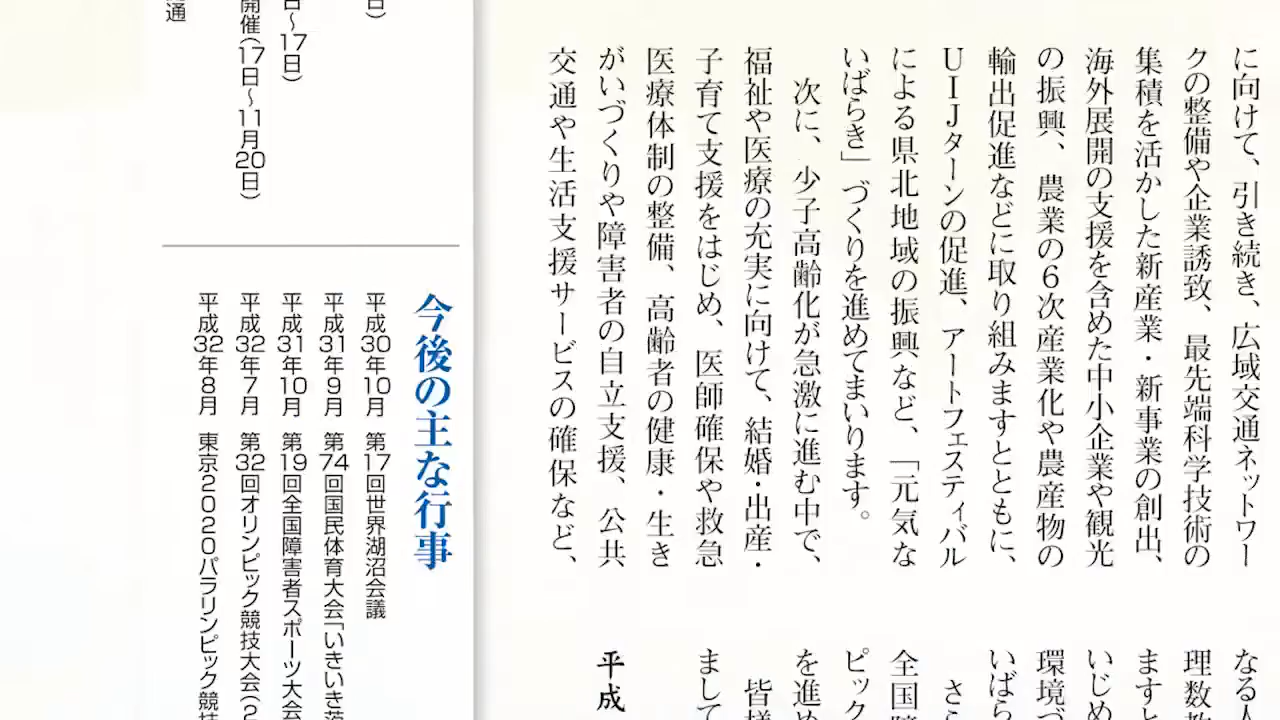 に向けて、引き続き、広域交通ネットワー
クの整備や企業誘致、最先端科学技術の
集積を活かした新産業・新事業の創出、
海外展開の支援を含めた中小企業や観光
の振興、農業の6次産業化や農産物の
輸出促進などに取り組みますとともに、
UIJターンの促進、アートフェスティバル
による県北地域の振興など、「元気な
いばらき」づくりを進めてまいります。
次に、少子高齢化が急激に進む中で、
福祉や医療の充実に向けて、結婚・出産・
子育て支援をはじめ、医師確保や救急
医療体制の整備、高齢者の健康・生き
がいづくりや障害者の自立支援、公共
交通や生活支援サービスの確保など、
なる人
理数教
ますと
いじめ
環境づ
いばら
さら
全国障
ピック
を進め
皆様
まして
平成
日)
日〜17日)
開催(17日〜11月20日)
通
今後の主な行事
平成30年10月 第17回世界湖沼会議
平成31年9月 第74回国民体育大会「いきいき茨
平成31年10月 第19回全国障害者スポーツ大会
平成32年7月 第32回オリンピック競技大会(2
平成32年8月 東京2020パラリンピック競技